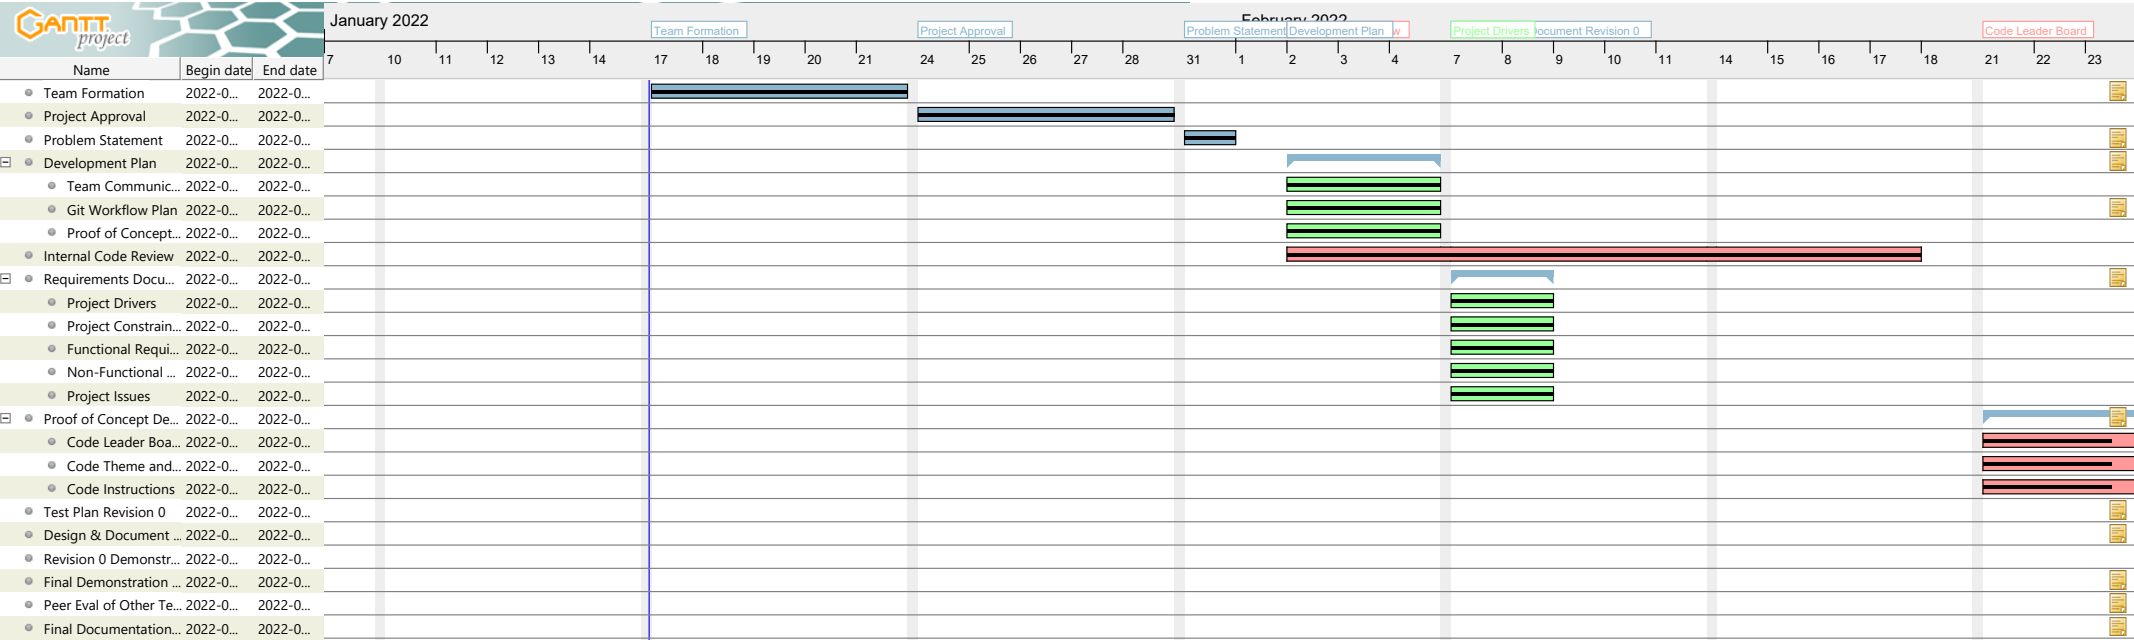 GANTT
project
January 2022
February 2022
Team Formation
Project Approval
Problem Statement
Development Plan
w
Project Drivers
Document Revision 0
Code Leader Board
7 10 11 12 13 14 17 18 19 20 21 24 25 26 27 28 31 1 2 3 4 7 8 9 10 11 14 15 16 17 18 21 22 23
Name Begin date End date
Team Formation 2022-0... 2022-0...
Project Approval 2022-0... 2022-0...
Problem Statement 2022-0... 2022-0...
Development Plan 2022-0... 2022-0...
Team Communic... 2022-0... 2022-0...
Git Workflow Plan 2022-0... 2022-0...
Proof of Concept... 2022-0... 2022-0...
Internal Code Review 2022-0... 2022-0...
Requirements Docu... 2022-0... 2022-0...
Project Drivers 2022-0... 2022-0...
Project Constrain... 2022-0... 2022-0...
Functional Requi... 2022-0... 2022-0...
Non-Functional ... 2022-0... 2022-0...
Project Issues 2022-0... 2022-0...
Proof of Concept De... 2022-0... 2022-0...
Code Leader Boa... 2022-0... 2022-0...
Code Theme and... 2022-0... 2022-0...
Code Instructions 2022-0... 2022-0...
Test Plan Revision 0 2022-0... 2022-0...
Design & Document ... 2022-0... 2022-0...
Revision 0 Demonstr... 2022-0... 2022-0...
Final Demonstration ... 2022-0... 2022-0...
Peer Eval of Other Te... 2022-0... 2022-0...
Final Documentation... 2022-0... 2022-0...